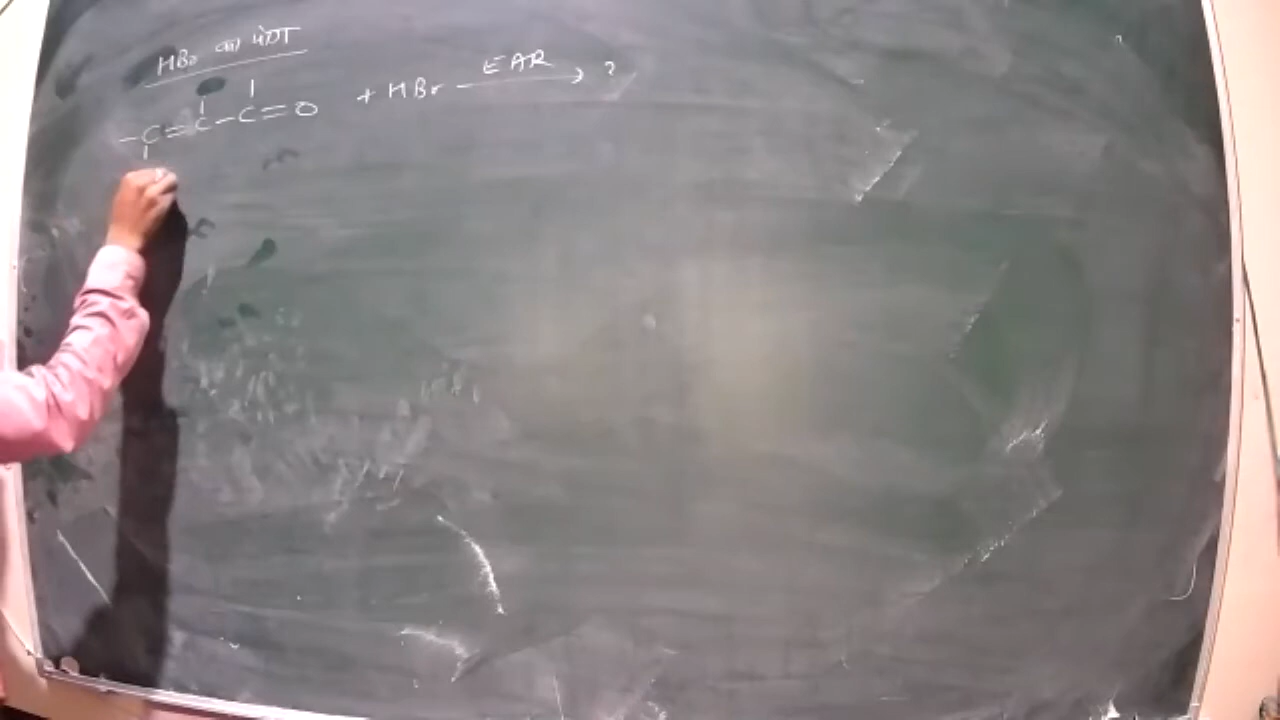 HBr का योग
-C=C-C=O + HBr EAR → ?